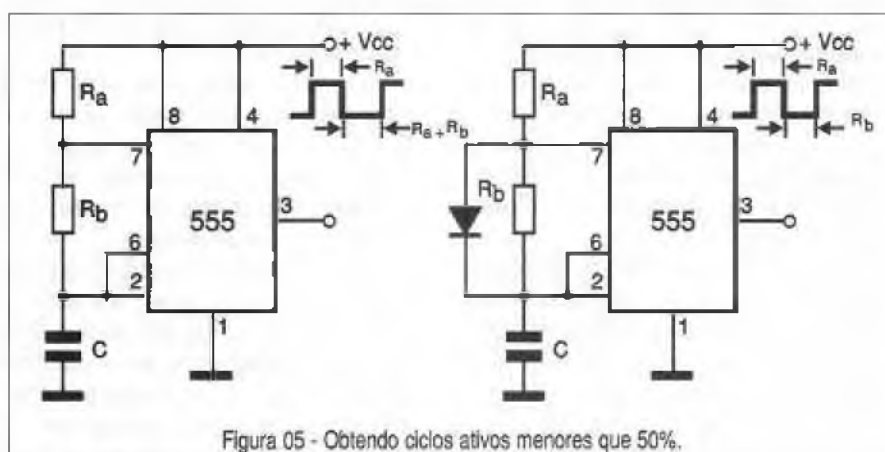 + Vcc
Ra
Ra
Ra + Rb
8
4
7
Rb
555
3
6
2
1
C
+ Vcc
Ra
Ra
Rb
8
4
7
Rb
555
3
6
2
1
C
Figura 05 - Obtendo ciclos ativos menores que 50%.